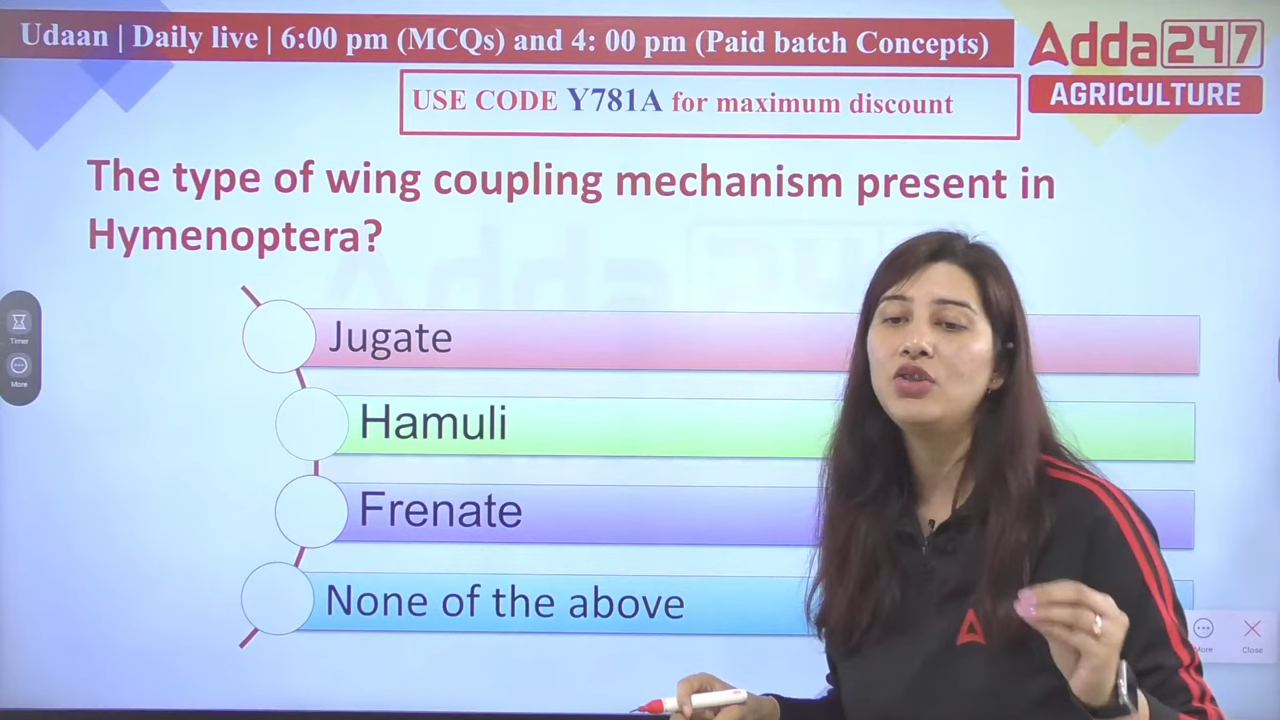 Udaan | Daily live | 6:00 pm (MCQs) and 4: 00 pm (Paid batch Concepts)
Adda247
AGRICULTURE
USE CODE Y781A for maximum discount
The type of wing coupling mechanism present in
Hymenoptera?
Jugate
Hamuli
Frenate
None of the above
Timer
More
More
Close